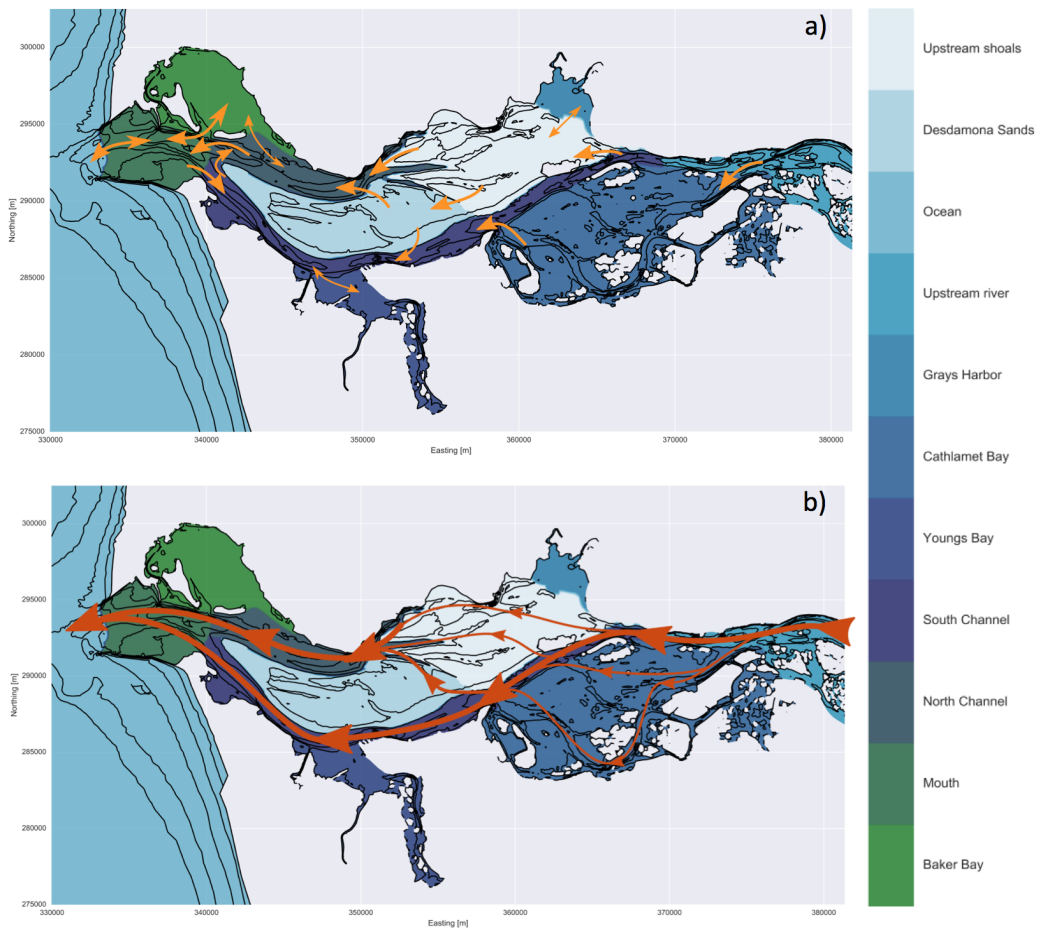 a)
300000
295000
290000
285000
280000
275000
Northing [m]
330000
340000
350000
360000
370000
380000
Easting [m]
b)
300000
295000
290000
285000
280000
275000
Northing [m]
330000
340000
350000
360000
370000
380000
Easting [m]
Upstream shoals
Desdamona Sands
Ocean
Upstream river
Grays Harbor
Cathlamet Bay
Youngs Bay
South Channel
North Channel
Mouth
Baker Bay